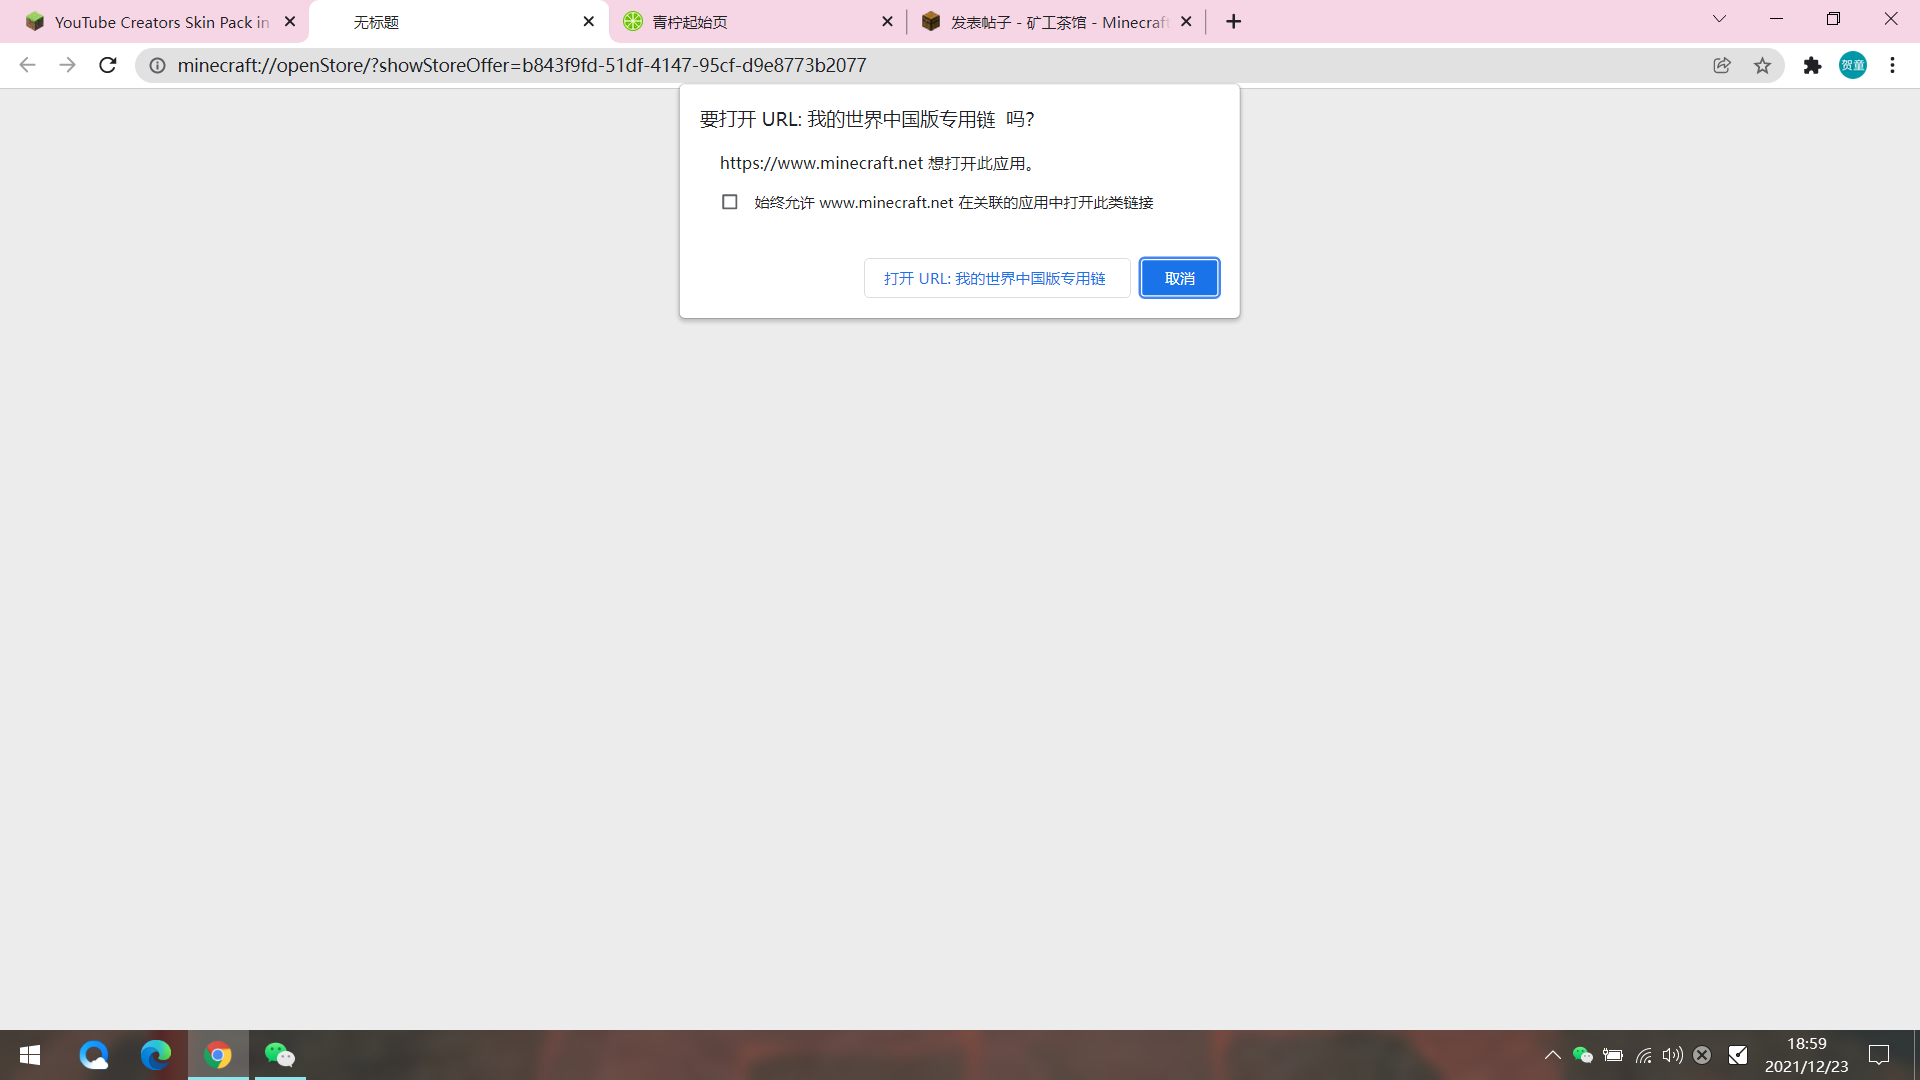 YouTube Creators Skin Pack in
无标题
青柠起始页
发表帖子 - 矿工茶馆 - Minecraft
minecraft://openStore/?showStoreOffer=b843f9fd-51df-4147-95cf-d9e8773b2077
贺童
要打开 URL: 我的世界中国版专用链 吗?
https://www.minecraft.net 想打开此应用。
始终允许 www.minecraft.net 在关联的应用中打开此类链接
打开 URL: 我的世界中国版专用链
取消
18:59
2021/12/23